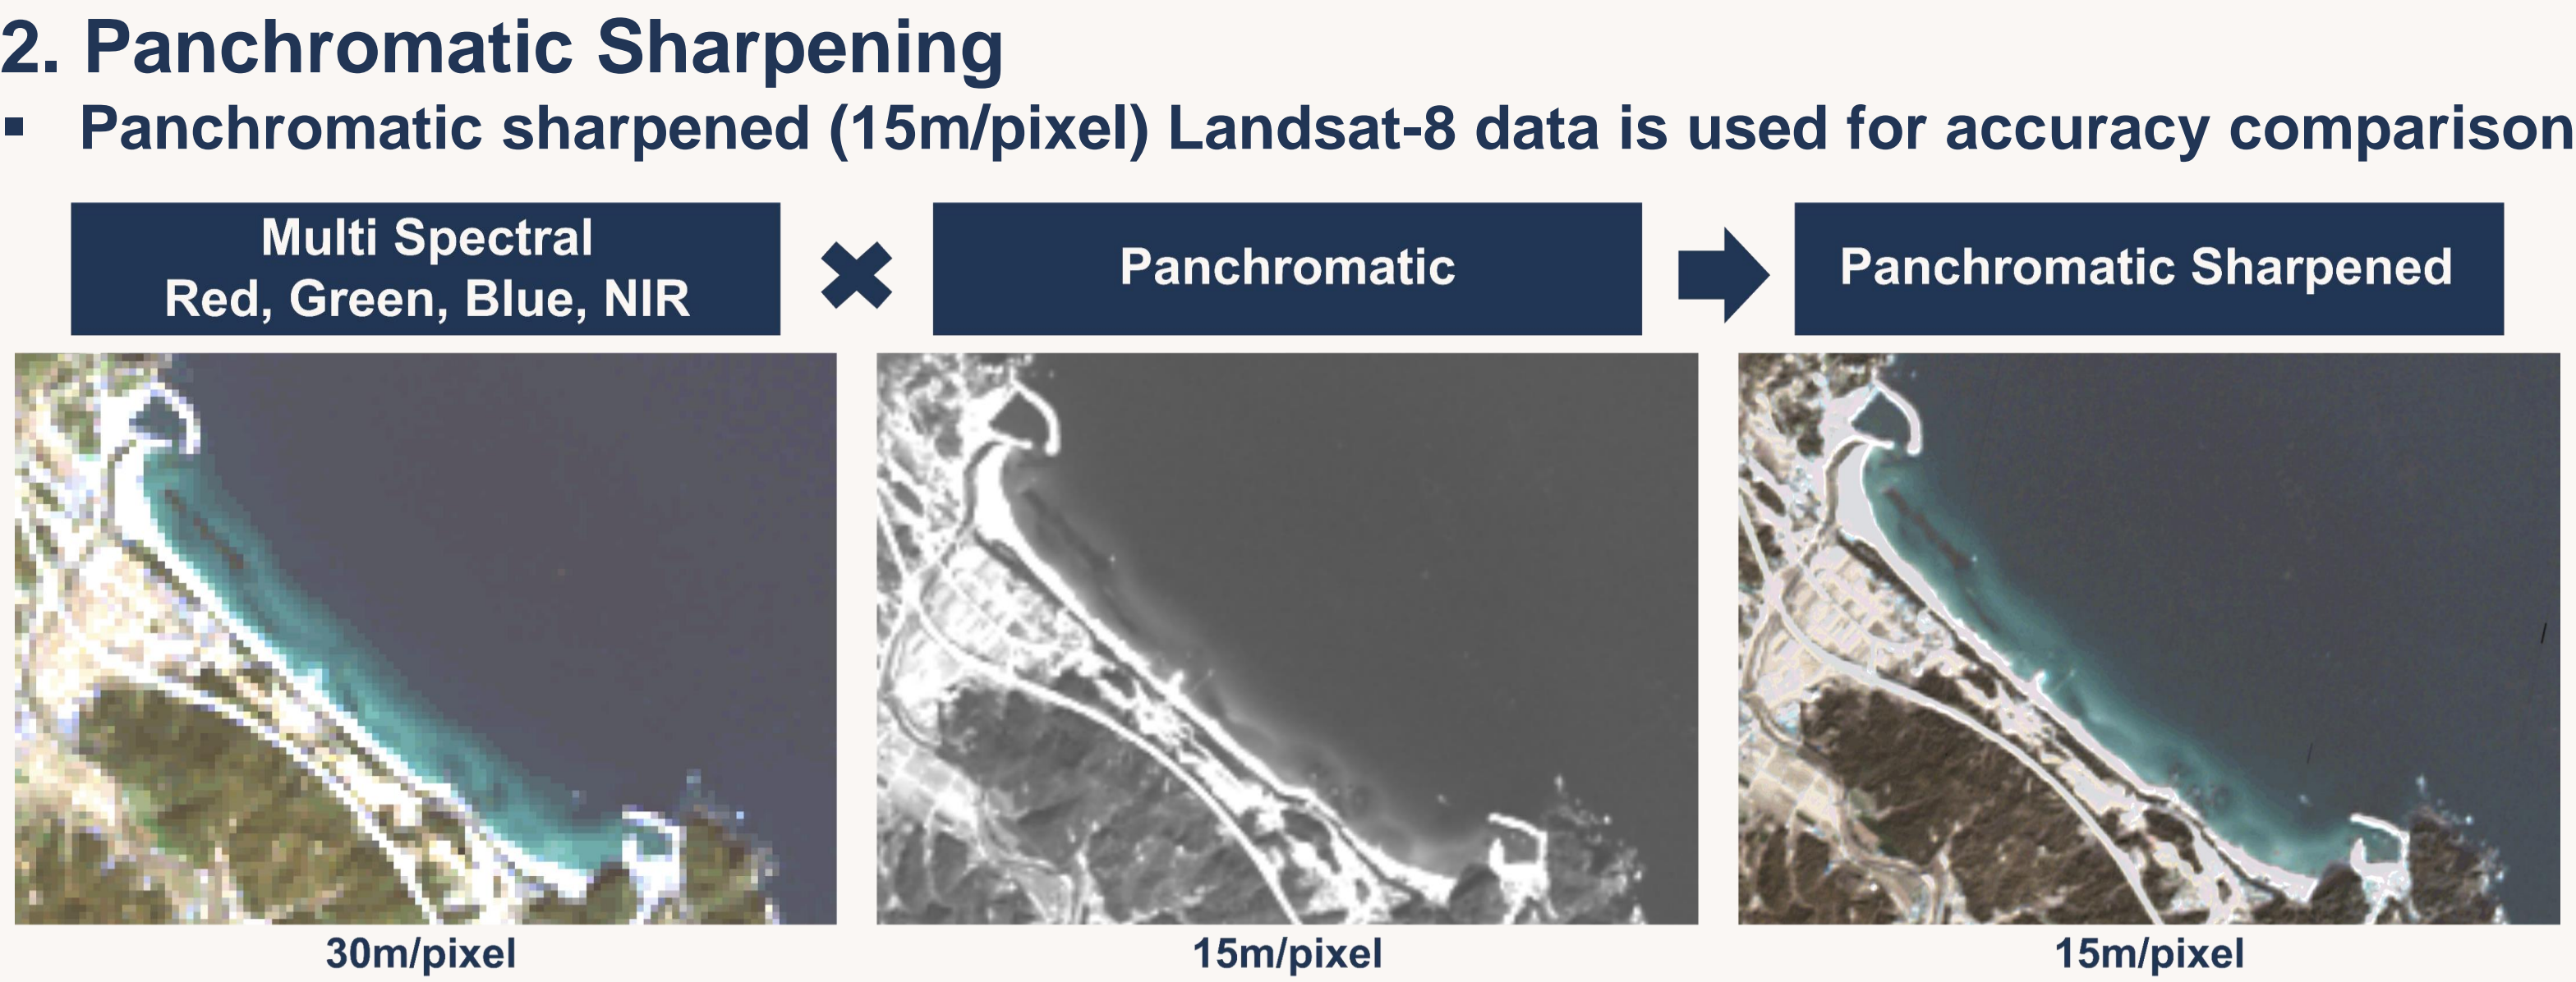 2. Panchromatic Sharpening
▪ Panchromatic sharpened (15m/pixel) Landsat-8 data is used for accuracy comparison
Multi Spectral
Red, Green, Blue, NIR
Panchromatic
Panchromatic Sharpened
30m/pixel
15m/pixel
15m/pixel